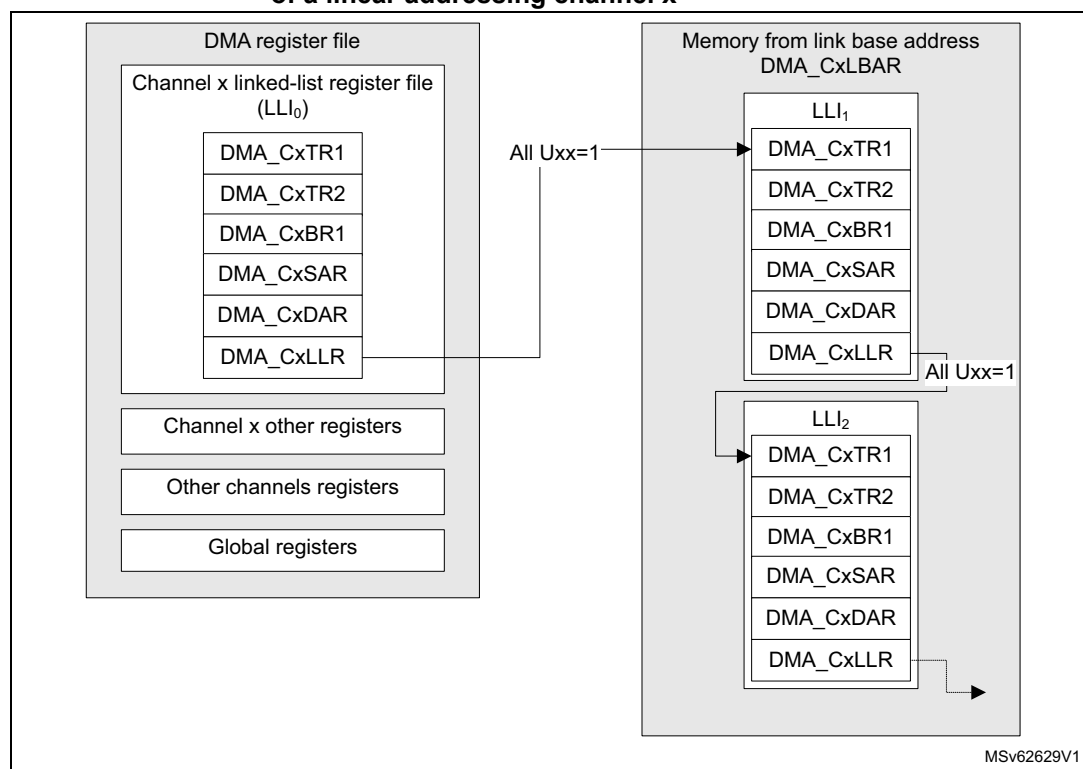 of a linear addressing channel x
DMA register file
Channel x linked-list register file
(LLI₀)
DMA_CxTR1
DMA_CxTR2
DMA_CxBR1
DMA_CxSAR
DMA_CxDAR
DMA_CxLLR
Channel x other registers
Other channels registers
Global registers
All Uxx=1
Memory from link base address
DMA_CxLBAR
LLI₁
DMA_CxTR1
DMA_CxTR2
DMA_CxBR1
DMA_CxSAR
DMA_CxDAR
DMA_CxLLR
All Uxx=1
LLI₂
DMA_CxTR1
DMA_CxTR2
DMA_CxBR1
DMA_CxSAR
DMA_CxDAR
DMA_CxLLR
MSv62629V1